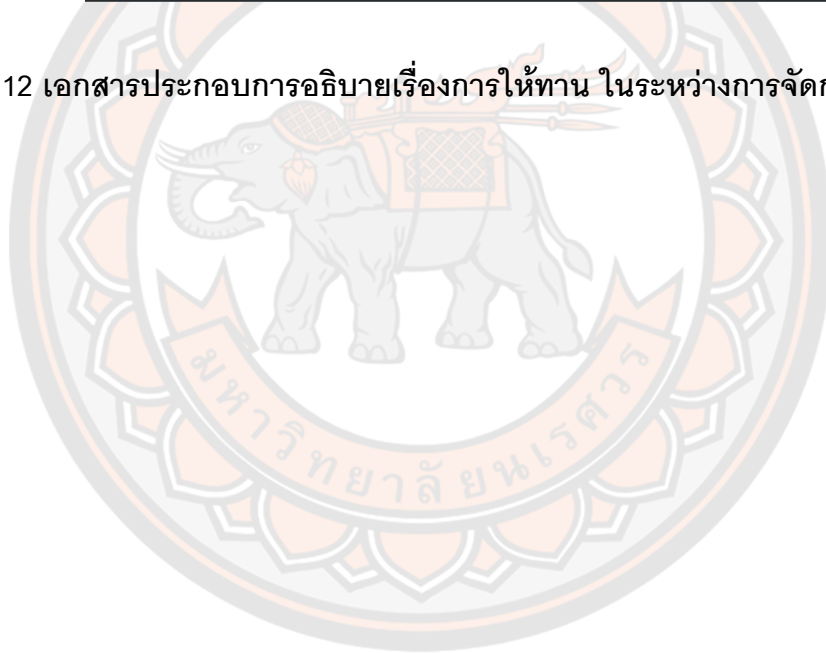 12 เอกสารประกอบการอธิบายเรื่องการให้ทาน ในระหว่างการจัด
มหาวิทยาลัยนเรศวร